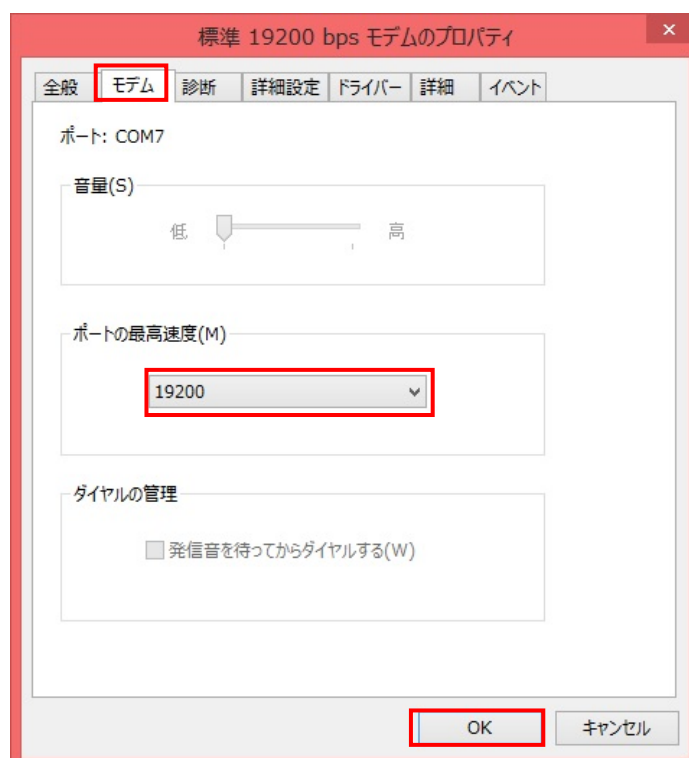 標準 19200 bps モデムのプロパティ
×
全般 モデム 診断 詳細設定 ドライバー 詳細 イベント
ポート: COM7
音量(S)
低 高
ポートの最高速度(M)
19200
ダイヤルの管理
発信音を待ってからダイヤルする(W)
OK キャンセル